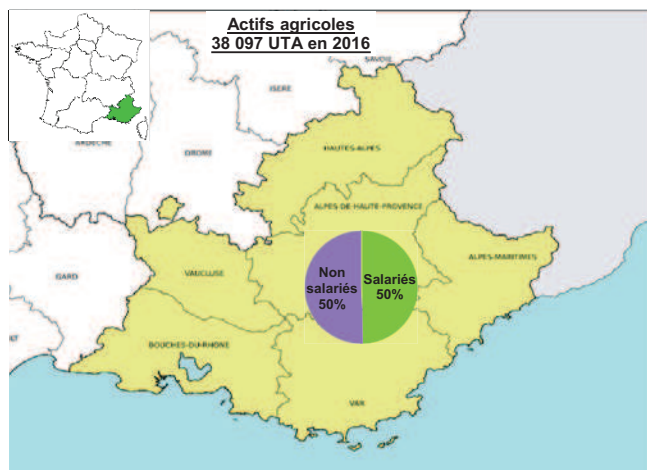 Actifs agricoles
38 097 UTA en 2016
SAVOIE
ISERE
ARDECHE
DROME
HAUTES-ALPES
ALPES-DE-HAUTE-PROVENCE
GARD
VAUCLUSE
ALPES-MARITIMES
Non
salariés
50%
Salariés
50%
BOUCHES-DU-RHONE
VAR